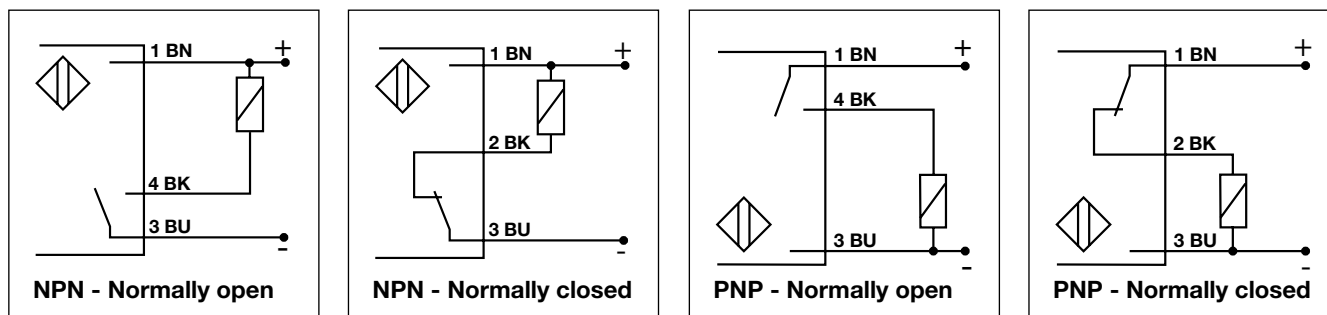 1 BN
+
4 BK
3 BU
-
NPN - Normally open
1 BN
+
2 BK
3 BU
-
NPN - Normally closed
1 BN
+
4 BK
3 BU
-
PNP - Normally open
1 BN
+
2 BK
3 BU
-
PNP - Normally closed